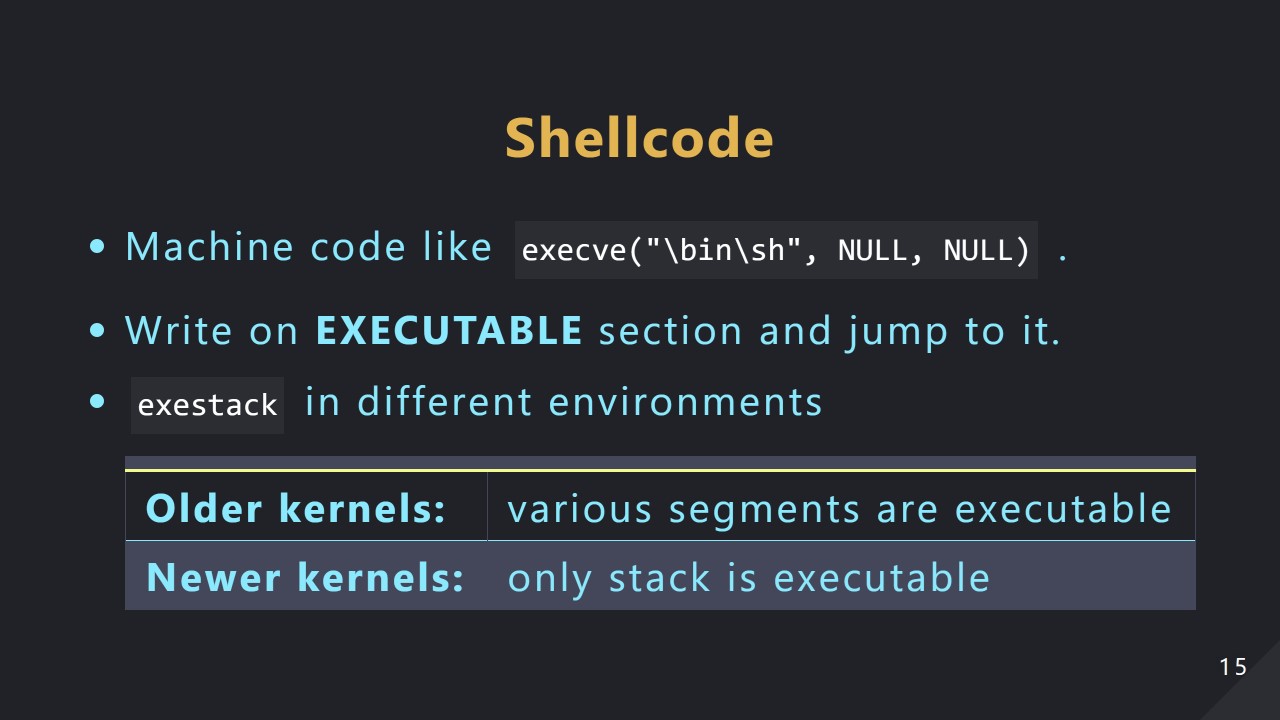 Shellcode
• Machine code like execve("\bin\sh", NULL, NULL) .
• Write on EXECUTABLE section and jump to it.
• exestack in different environments
Older kernels: various segments are executable
Newer kernels: only stack is executable
15